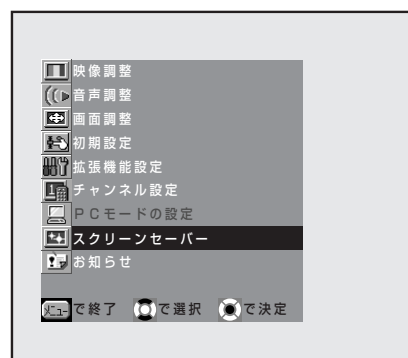 映像調整
音声調整
画面調整
初期設定
拡張機能設定
チャンネル設定
PCモードの設定
スクリーンセーバー
お知らせ
メニューで終了 で選択 で決定